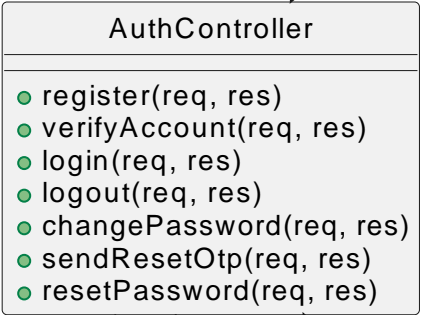 AuthController
register(req, res)
verifyAccount(req, res)
login(req, res)
logout(req, res)
changePassword(req, res)
sendResetOtp(req, res)
resetPassword(req, res)